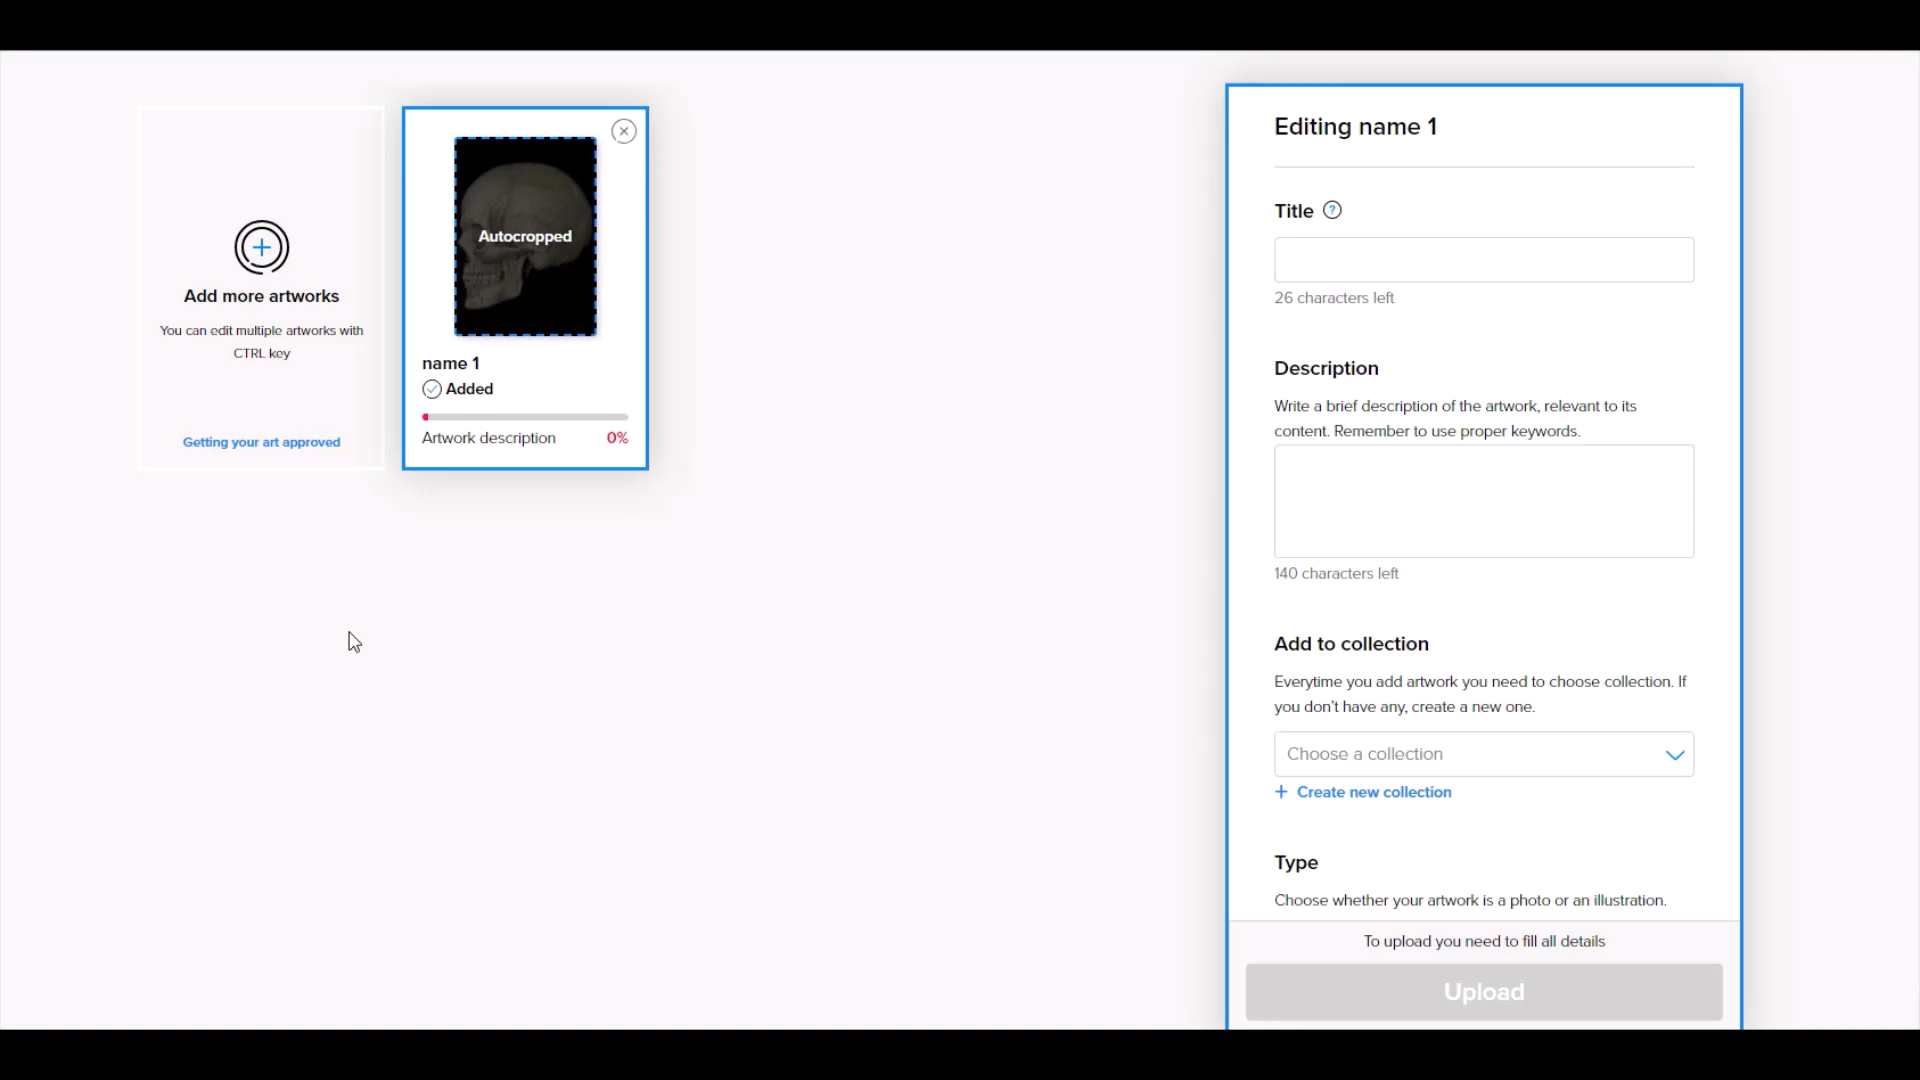 Add more artworks
You can edit multiple artworks with
CTRL key
Getting your art approved
Autocropped
name 1
Added
Artwork description 0%
Editing name 1
Title ?
26 characters left
Description
Write a brief description of the artwork, relevant to its
content. Remember to use proper keywords.
140 characters left
Add to collection
Everytime you add artwork you need to choose collection. If
you don't have any, create a new one.
Choose a collection
+ Create new collection
Type
Choose whether your artwork is a photo or an illustration.
To upload you need to fill all details
Upload